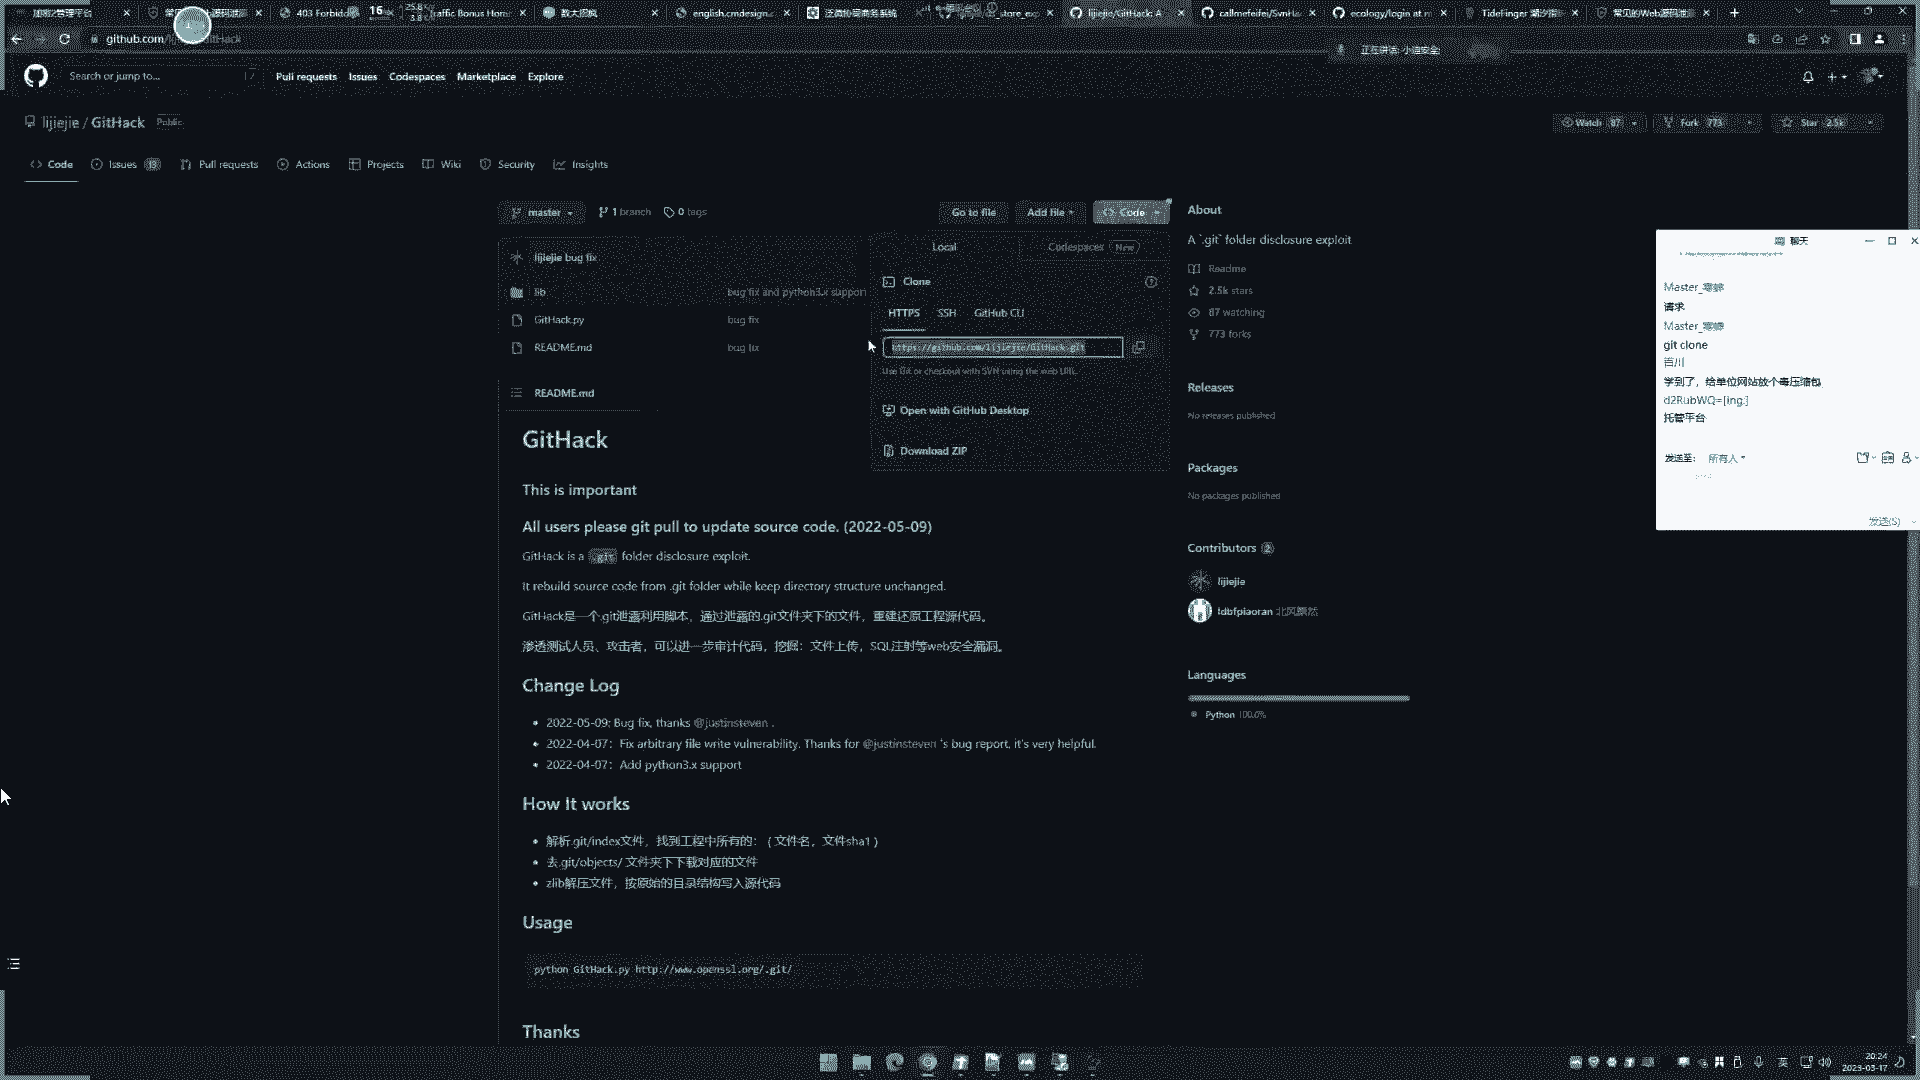 403 Forbidd
16
25.8
3.8
raffic Bonus Hom
english.cmdesign.c
泛微协同商务系统
_store_exp
lijiejie/GitHack: A
callmefeifei/SvnHa
ecology/login at m
TideFinger 潮汐指
常见的Web源码泄露
github.com/
正在讲话: 小迪安全
Search or jump to...
/
Pull requests
Issues
Codespaces
Marketplace
Explore
lijiejie / GitHack
Public
Watch 87
Fork 773
Star 2.5k
Code
Issues 13
Pull requests
Actions
Projects
Wiki
Security
Insights
master
1 branch
0 tags
Go to file
Add file
Code
Local
Codespaces New
lijiejie bug fix
Clone
lib
bug fix and python3.x support
HTTPS
SSH
GitHub CLI
GitHack.py
bug fix
README.md
bug fix
https://github.com/lijiejie/GitHack.git
Use Git or checkout with SVN using the web URL.
Open with GitHub Desktop
Download ZIP
README.md
GitHack
This is important
All users please git pull to update source code. (2022-05-09)
GitHack is a .git folder disclosure exploit.
It rebuild source code from .git folder while keep directory structure unchanged.
GitHack是一个.git泄露利用脚本，通过泄露的.git文件夹下的文件，重建还原工程源代码。
渗透测试人员、攻击者，可以进一步审计代码，挖掘：文件上传，SQL注射等web安全漏洞。
Change Log
2022-05-09: Bug fix, thanks @justinsteven .
2022-04-07：Fix arbitrary file write vulnerability. Thanks for @justinsteven 's bug report, it's very helpful.
2022-04-07：Add python3.x support
How It works
解析.git/index文件，找到工程中所有的：( 文件名，文件sha1 )
去.git/objects/ 文件夹下下载对应的文件
zlib解压文件，按原始的目录结构写入源代码
Usage
python GitHack.py http://www.openssl.org/.git/
Thanks
About
A `.git` folder disclosure exploit
Readme
2.5k stars
87 watching
773 forks
Releases
No releases published
Packages
No packages published
Contributors 2
lijiejie
ldbfpiaoran 北风飘然
Languages
Python 100.0%
聊天
请求
git clone
百川
学到了，给单位网站放个毒压缩包
d2RubWQ=[ing.]
托管平台
发送至:
所有人
发送(S)
英
20:24
2023-03-17